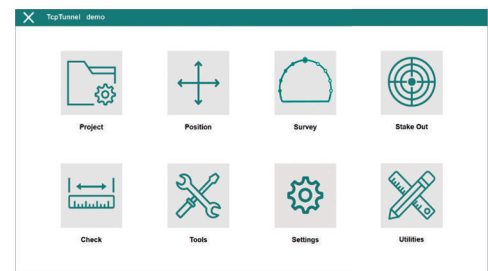 TcpTunnel demo
Project
Position
Survey
Stake Out
Check
Tools
Settings
Utilities